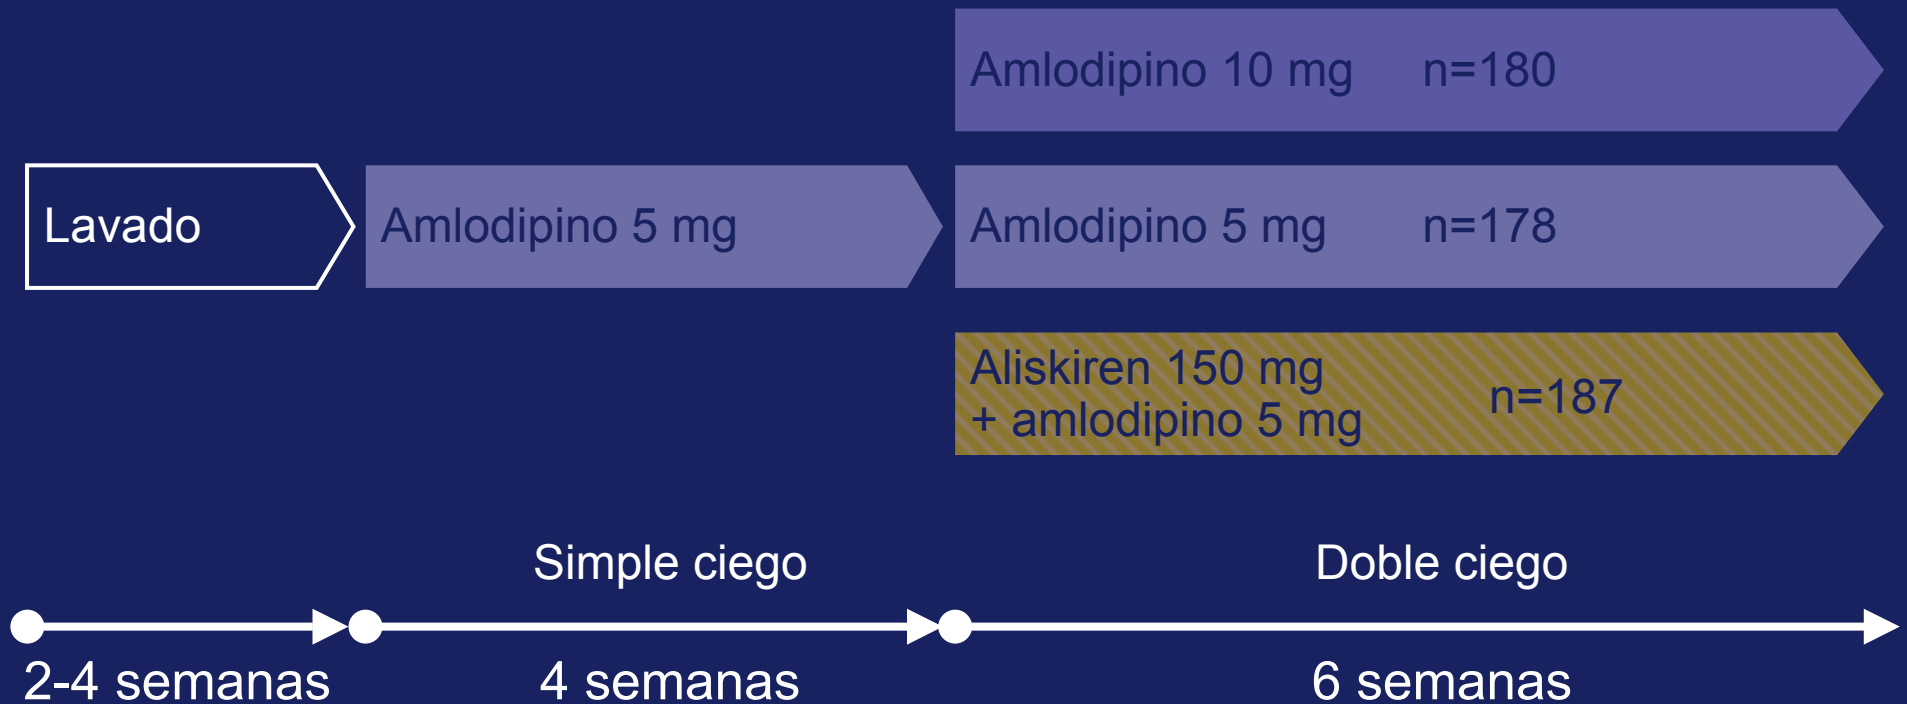 Amlodipino 10 mg n=180
Lavado
Amlodipino 5 mg
Amlodipino 5 mg n=178
Aliskiren 150 mg
+ amlodipino 5 mg
n=187
Simple ciego
Doble ciego
2-4 semanas
4 semanas
6 semanas